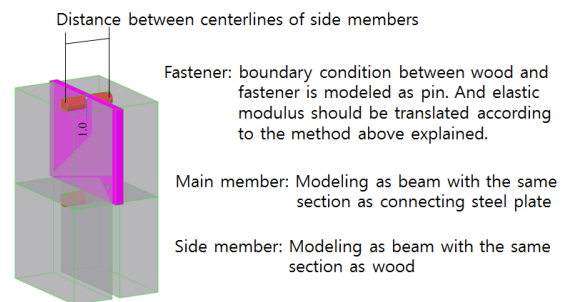 Distance between centerlines of side members
Fastener: boundary condition between wood and
fastener is modeled as pin. And elastic
modulus should be translated according
to the method above explained.
1.0
Main member: Modeling as beam with the same
section as connecting steel plate
Side member: Modeling as beam with the same
section as wood